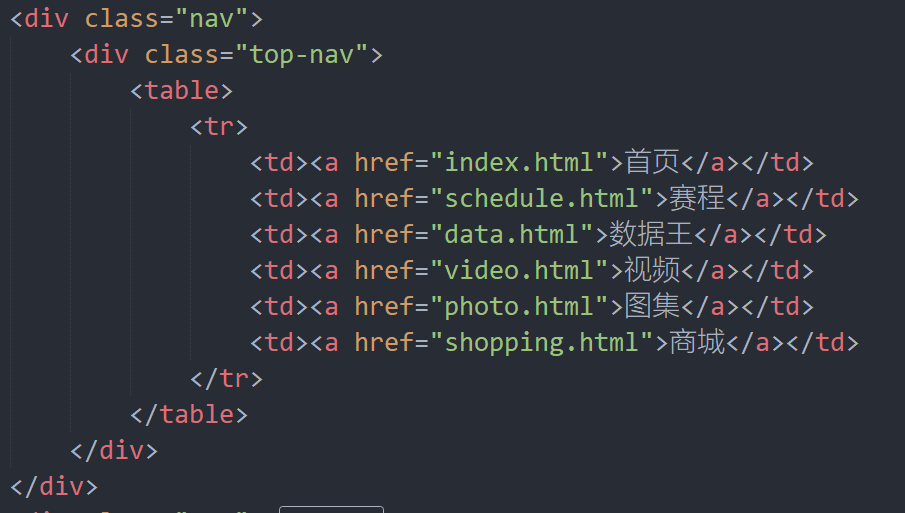 <div class="nav">
<div class="top-nav">
<table>
<tr>
<td><a href="index.html">首页</a></td>
<td><a href="schedule.html">赛程</a></td>
<td><a href="data.html">数据王</a></td>
<td><a href="video.html">视频</a></td>
<td><a href="photo.html">图集</a></td>
<td><a href="shopping.html">商城</a></td>
</tr>
</table>
</div>
</div>